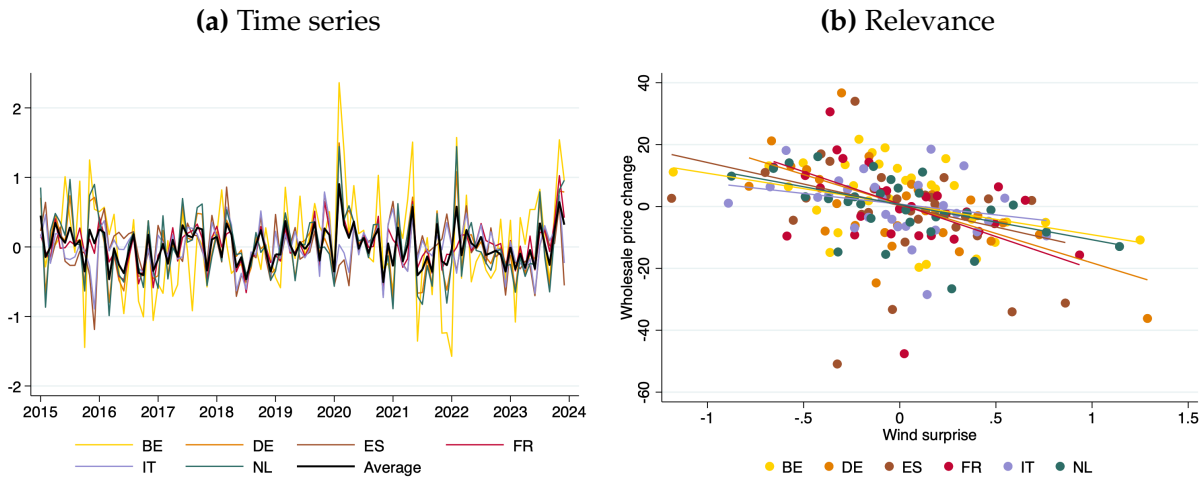 (a) Time series
2
1
0
-1
-2
2015 2016 2017 2018 2019 2020 2021 2022 2023 2024
BE DE ES FR
IT NL Average
(b) Relevance
Wholesale price change
40
20
0
-20
-40
-60
-1 -.5 0 .5 1 1.5
Wind surprise
BE DE ES FR IT NL